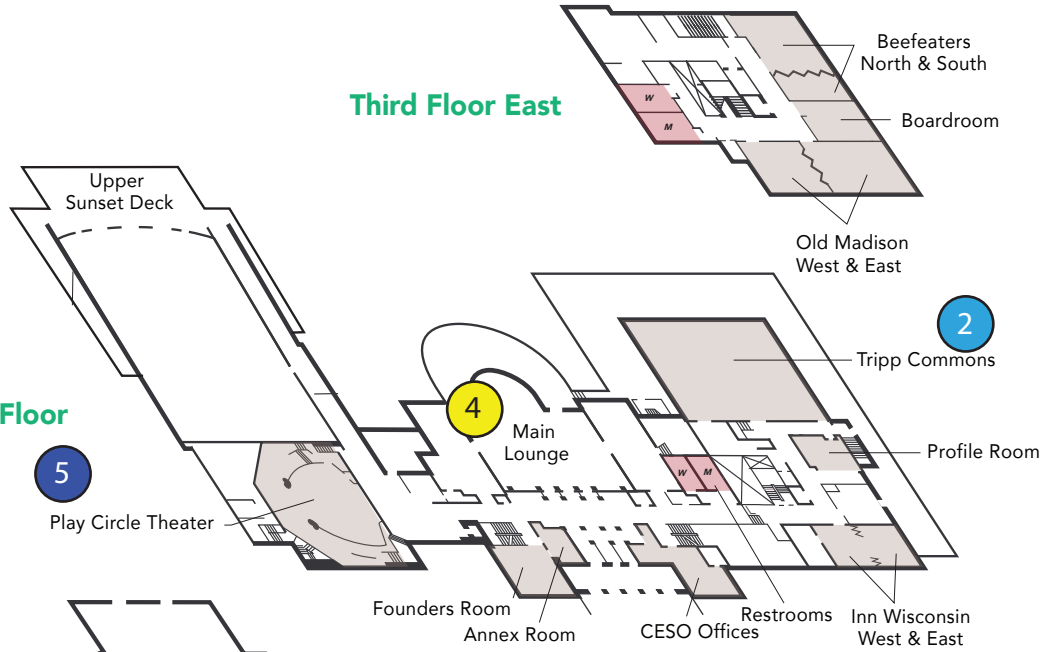 Beefeaters
North & South
Third Floor East
W
M
Boardroom
Upper
Sunset Deck
Old Madison
West & East
2
Tripp Commons
4
Floor
Main
Lounge
W
M
Profile Room
5
Play Circle Theater
Founders Room
Annex Room
CESO Offices
Restrooms
Inn Wisconsin
West & East